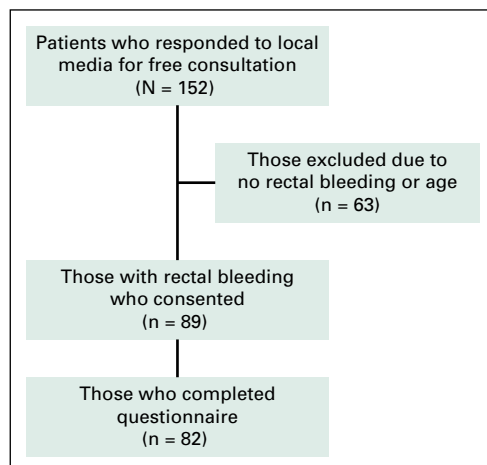 Patients who responded to local
media for free consultation
(N = 152)
Those excluded due to
no rectal bleeding or age
(n = 63)
Those with rectal bleeding
who consented
(n = 89)
Those who completed
questionnaire
(n = 82)